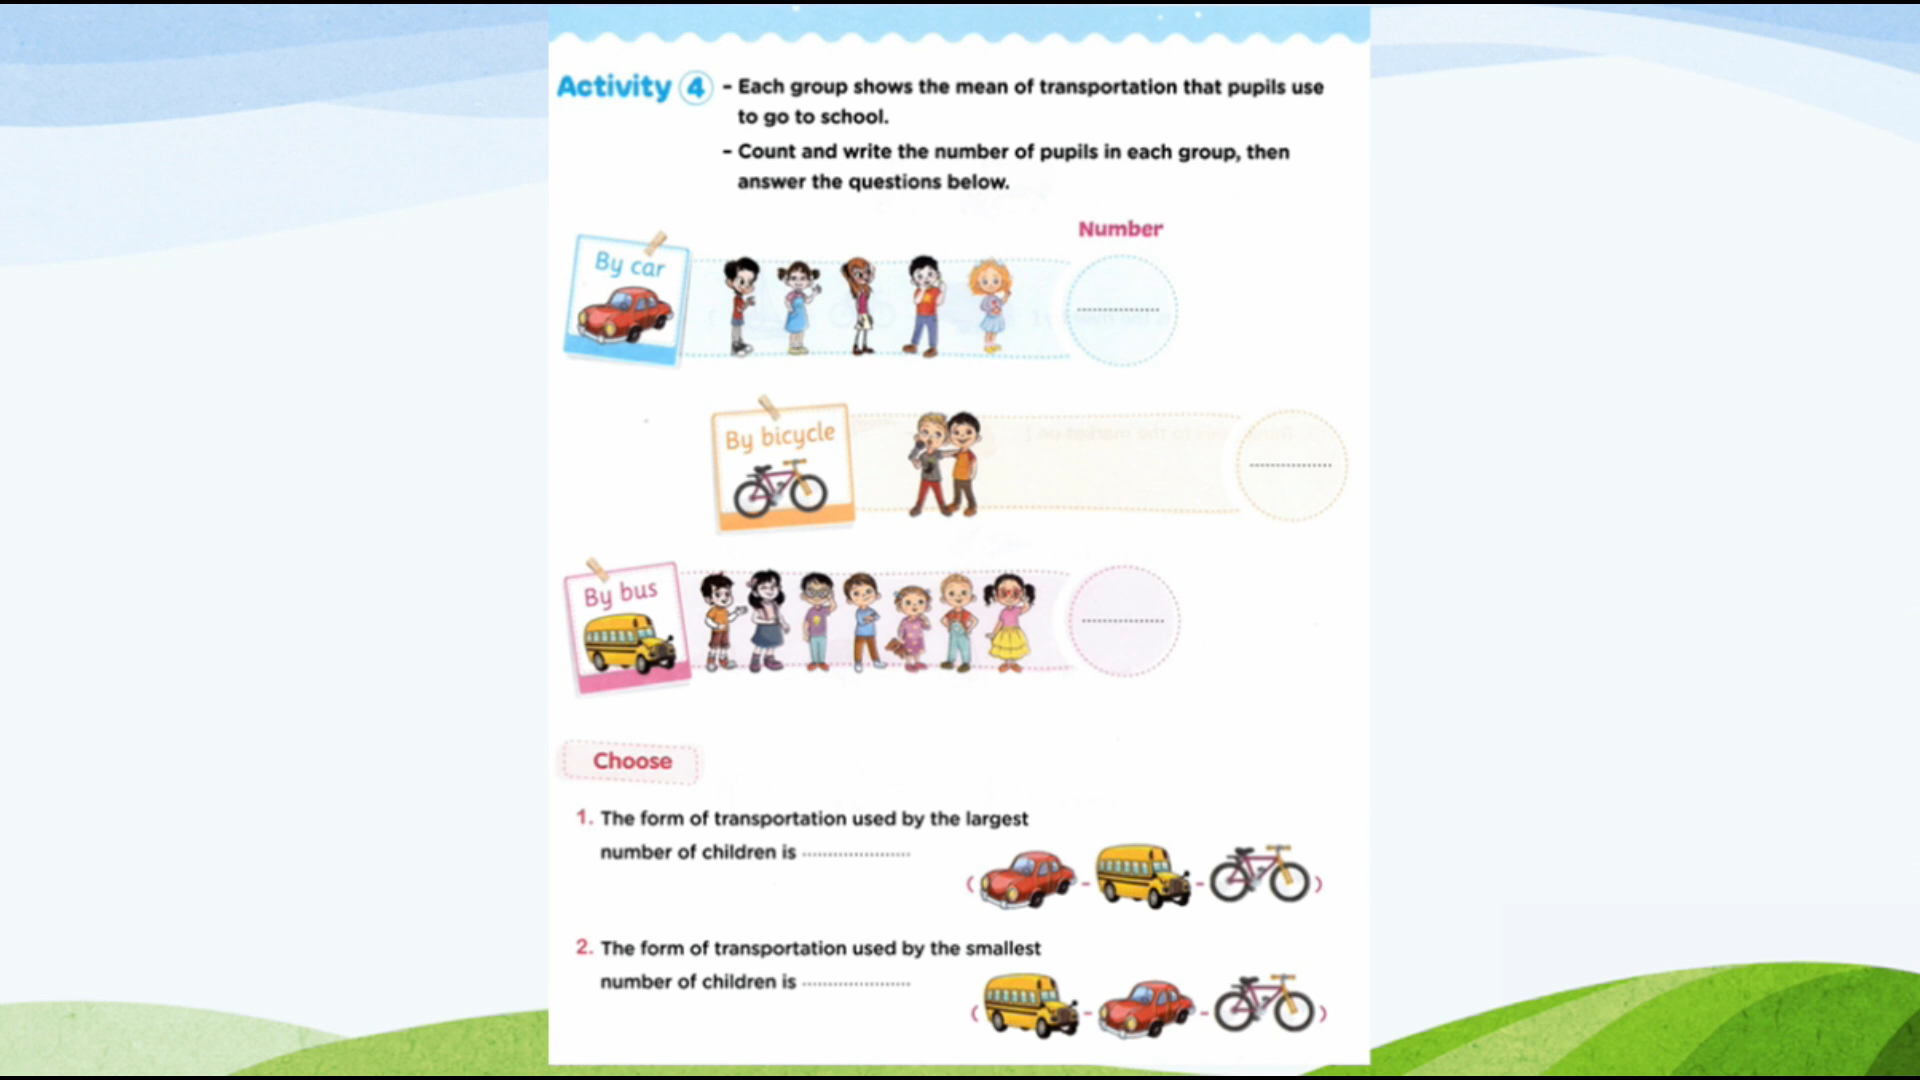 Activity 4 - Each group shows the mean of transportation that pupils use
to go to school.
- Count and write the number of pupils in each group, then
answer the questions below.
Number
By car
By bicycle
By bus
Choose
1. The form of transportation used by the largest
number of children is ....................
( - - )
2. The form of transportation used by the smallest
number of children is ....................
( - - )